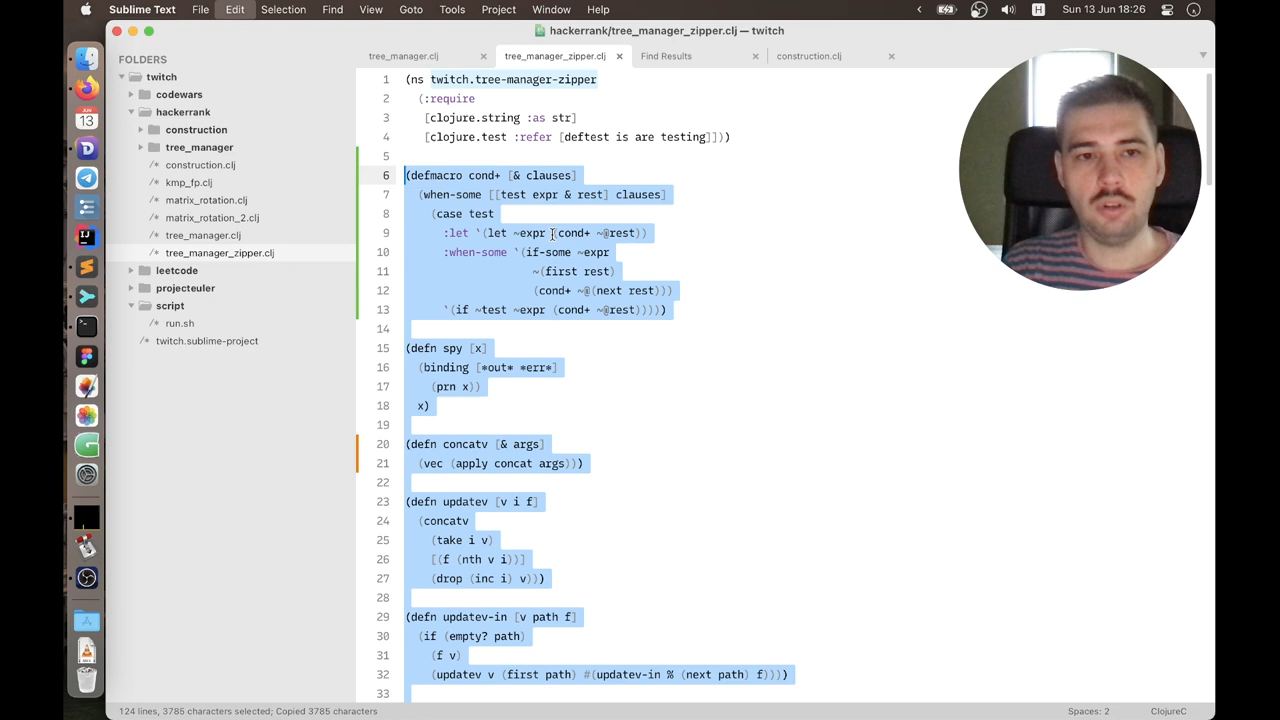 Sublime Text File Edit Selection Find View Goto Tools Project Window Help H Sun 13 Jun 18:26
hackerrank/tree_manager_zipper.clj — twitch
FOLDERS
twitch
codewars
hackerrank
construction
tree_manager
/* construction.clj
/* kmp_fp.clj
/* matrix_rotation.clj
/* matrix_rotation_2.clj
/* tree_manager.clj
/* tree_manager_zipper.clj
leetcode
projecteuler
script
/* run.sh
/* twitch.sublime-project
JUN
13
tree_manager.clj × tree_manager_zipper.clj × Find Results × construction.clj ×
1 (ns twitch.tree-manager-zipper
2   (:require
3    [clojure.string :as str]
4    [clojure.test :refer [deftest is are testing]]))
5
6 (defmacro cond+ [& clauses]
7   (when-some [[test expr & rest] clauses]
8     (case test
9       :let `(let ~expr (cond+ ~@rest))
10       :when-some `(if-some ~expr
11                     ~(first rest)
12                     (cond+ ~@(next rest)))
13       `(if ~test ~expr (cond+ ~@rest)))))
14
15 (defn spy [x]
16   (binding [*out* *err*]
17     (prn x))
18   x)
19
20 (defn concatv [& args]
21   (vec (apply concat args)))
22
23 (defn updatev [v i f]
24   (concatv
25     (take i v)
26     [(f (nth v i))]
27     (drop (inc i) v)))
28
29 (defn updatev-in [v path f]
30   (if (empty? path)
31     (f v)
32     (updatev v (first path) #(updatev-in % (next path) f))))
33
124 lines, 3785 characters selected; Copied 3785 characters Spaces: 2 ClojureC